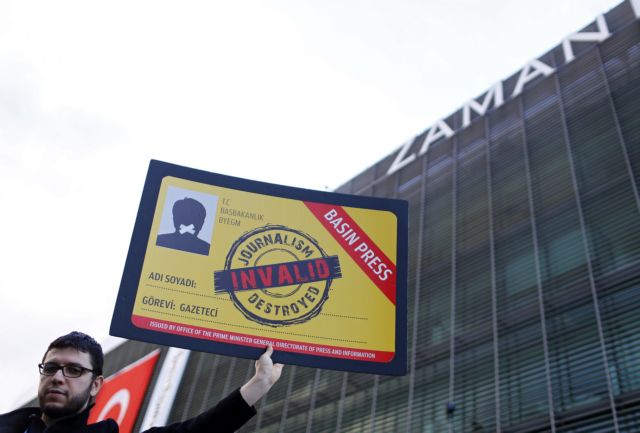 ZAMAN
T.C
BAŞBAKANLIK
BYEGM
BASIN PRESS
JOURNALISM
INVALID
DESTROYED
ADI SOYADI:
GÖREVİ: GAZETECİ
ISSUED BY OFFICE OF THE PRIME MINISTER GENERAL DIRECTORATE OF PRESS AND INFORMATION